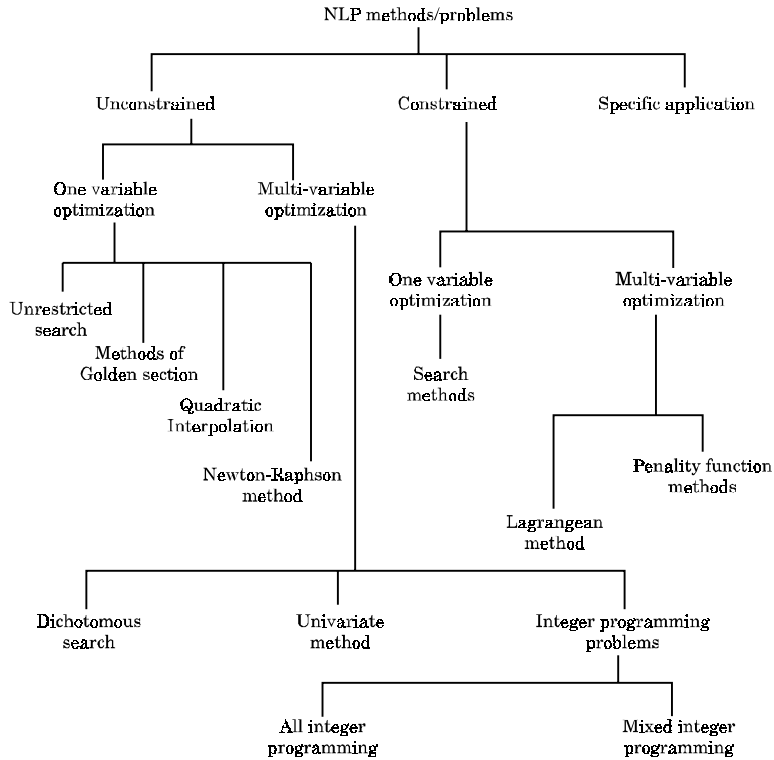 NLP methods/problems
Unconstrained
Constrained
Specific application
One variable
optimization
Multi-variable
optimization
One variable
optimization
Multi-variable
optimization
Unrestricted
search
Methods of
Golden section
Quadratic
Interpolation
Newton-Raphson
method
Search
methods
Penality function
methods
Lagrangean
method
Dichotomous
search
Univariate
method
Integer programming
problems
All integer
programming
Mixed integer
programming